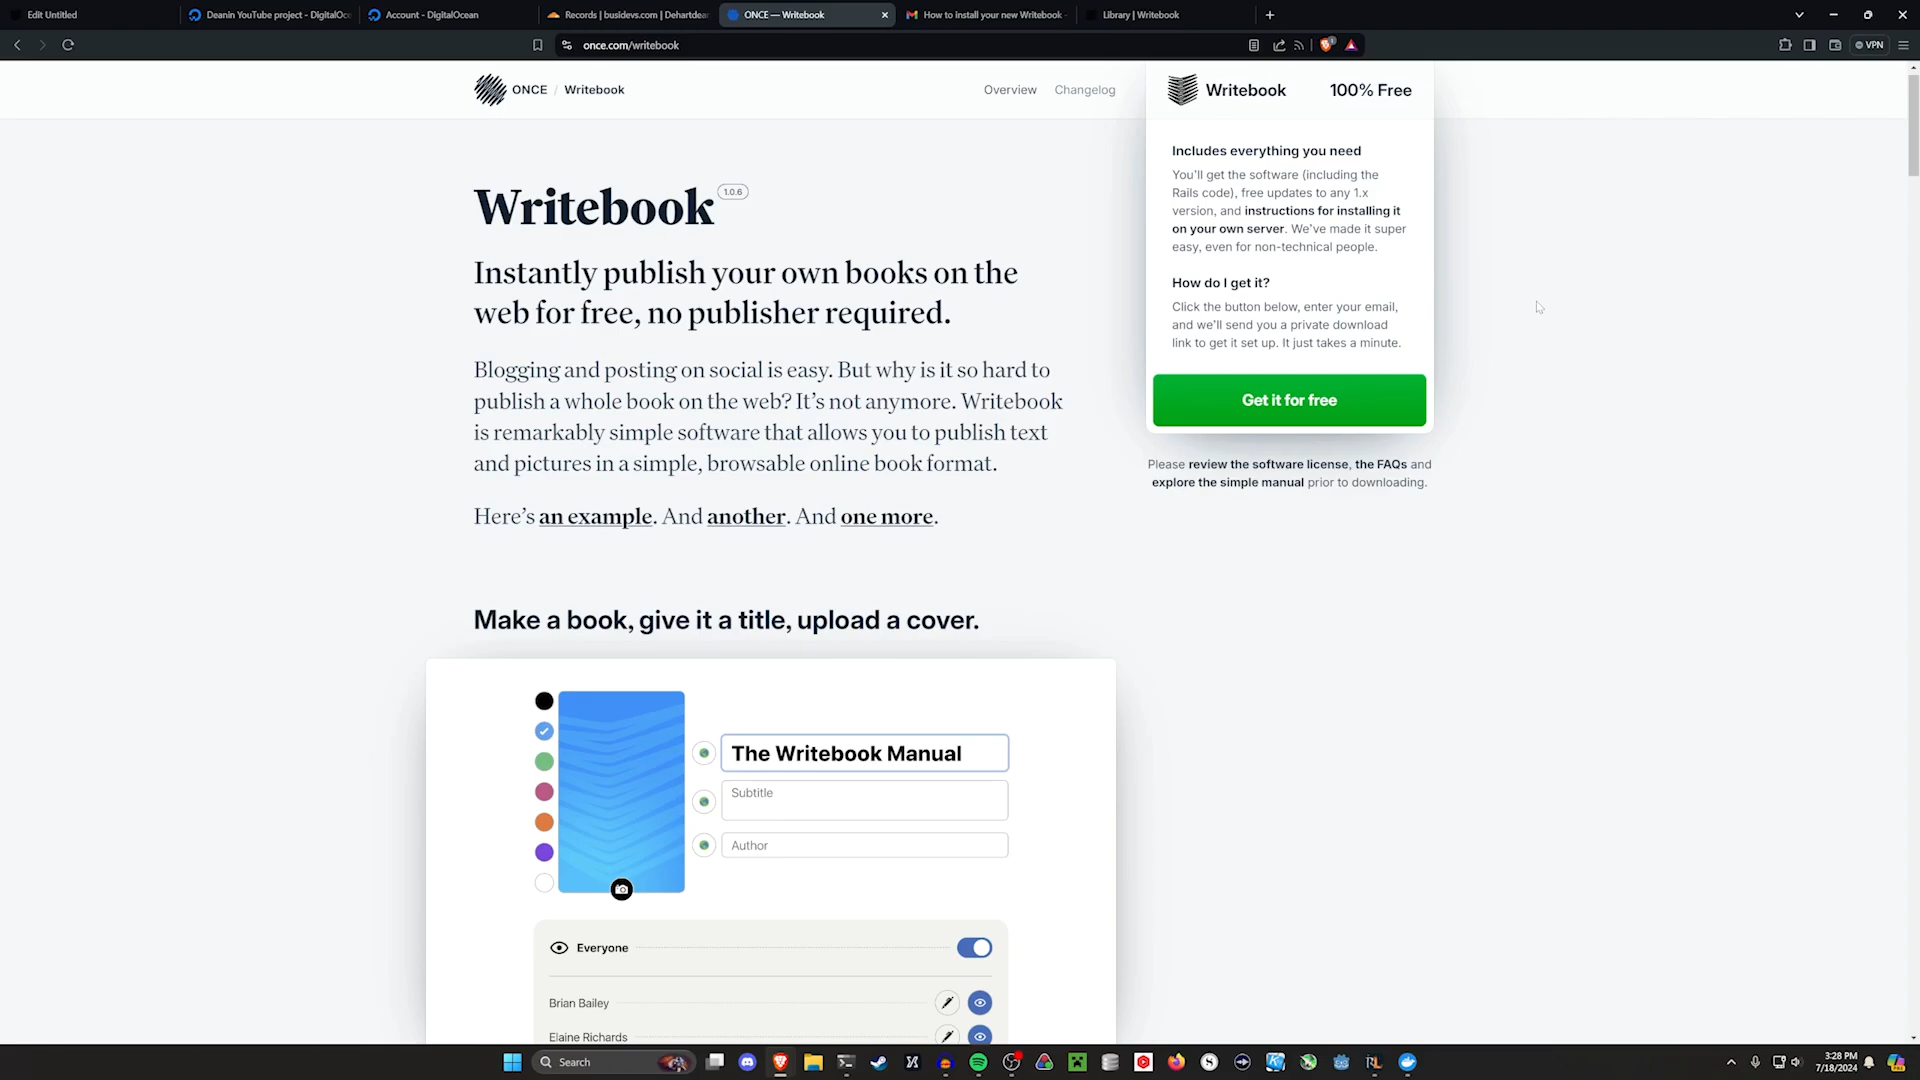 Edit Untitled
Deanin YouTube project - DigitalOce
Account - DigitalOcean
Records | busidevs.com | Dehartdear
ONCE — Writebook
How to install your new Writebook -
Library | Writebook
once.com/writebook
VPN
ONCE / Writebook
Overview
Changelog
Writebook
100% Free
Includes everything you need
You'll get the software (including the
Rails code), free updates to any 1.x
version, and instructions for installing it
on your own server. We've made it super
easy, even for non-technical people.
How do I get it?
Click the button below, enter your email,
and we'll send you a private download
link to get it set up. It just takes a minute.
Get it for free
Please review the software license, the FAQs and
explore the simple manual prior to downloading.
Writebook 1.0.6
Instantly publish your own books on the
web for free, no publisher required.
Blogging and posting on social is easy. But why is it so hard to
publish a whole book on the web? It's not anymore. Writebook
is remarkably simple software that allows you to publish text
and pictures in a simple, browsable online book format.
Here's an example. And another. And one more.
Make a book, give it a title, upload a cover.
The Writebook Manual
Subtitle
Author
Everyone
Brian Bailey
Elaine Richards
Search
3:28 PM
7/18/2024